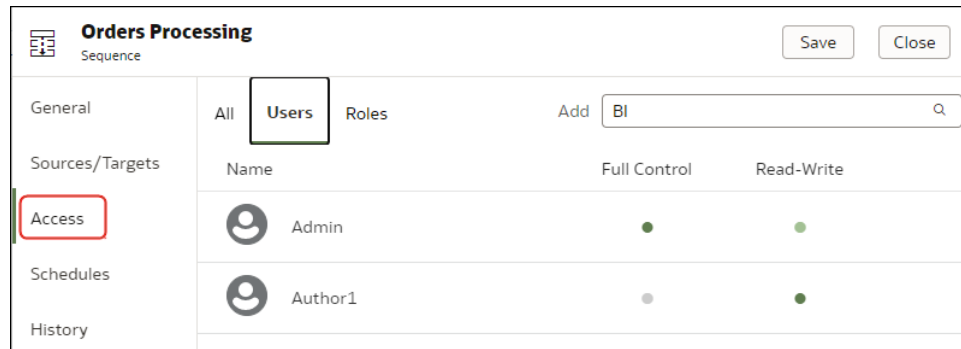 Orders Processing
Sequence
Save
Close
General
Sources/Targets
Access
Schedules
History
All
Users
Roles
Add
BI
Name
Full Control
Read-Write
Admin
Author1